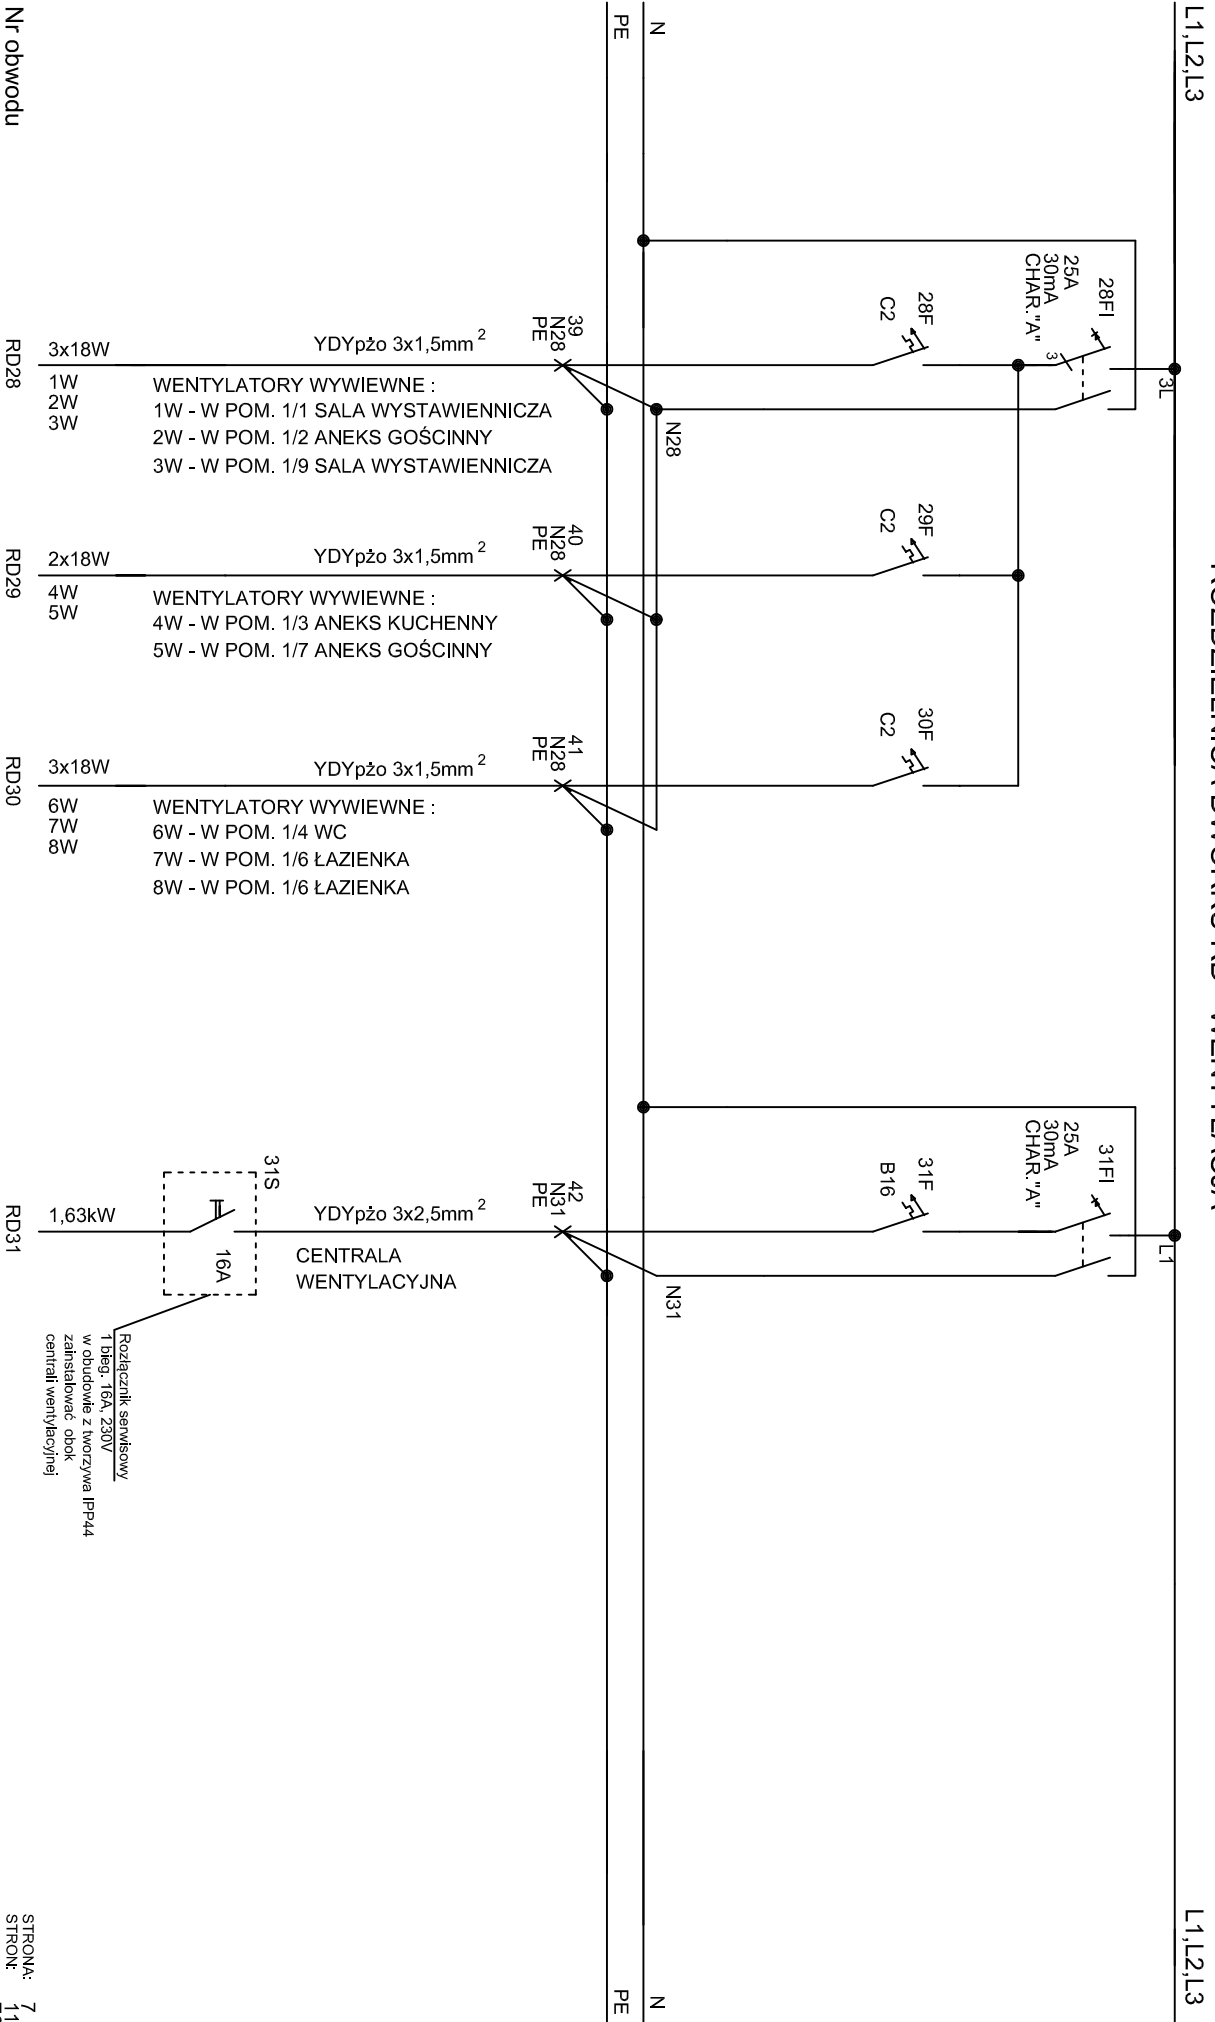 L1,L2,L3
L1,L2,L3
N
PE
N
PE
28FI
25A
30mA
CHAR."A"
3
3L
28F
C2
N28
39
N28
PE
YDYpżo 3x1,5mm 2
3x18W
1W
2W
3W
WENTYLATORY WYWIEWNE :
1W - W POM. 1/1 SALA WYSTAWIENNICZA
2W - W POM. 1/2 ANEKS GOŚCINNY
3W - W POM. 1/9 SALA WYSTAWIENNICZA
RD28
29F
C2
40
N28
PE
YDYpżo 3x1,5mm 2
2x18W
4W
5W
WENTYLATORY WYWIEWNE :
4W - W POM. 1/3 ANEKS KUCHENNY
5W - W POM. 1/7 ANEKS GOŚCINNY
RD29
30F
C2
41
N28
PE
YDYpżo 3x1,5mm 2
3x18W
6W
7W
8W
WENTYLATORY WYWIEWNE :
6W - W POM. 1/4 WC
7W - W POM. 1/6 ŁAZIENKA
8W - W POM. 1/6 ŁAZIENKA
RD30
31FI
25A
30mA
CHAR."A"
L1
31F
B16
N31
42
N31
PE
YDYpżo 3x2,5mm 2
CENTRALA
WENTYLACYJNA
31S
16A
1,63kW
Rozłącznik serwisowy
1 bieg. 16A, 230V
w obudowie z tworzywa IPP44
zainstalować obok
centrali wentylacyjnej
RD31
Nr obwodu
STRONA: 7
STRON: 11